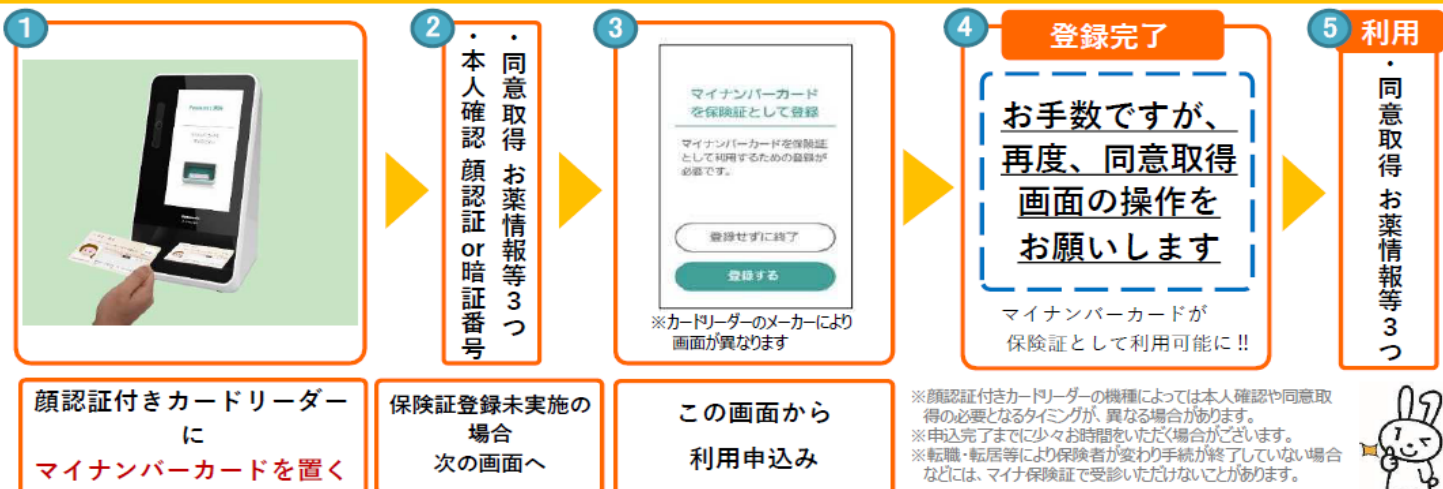 1
顔認証付きカードリーダー
に
マイナンバーカードを置く
2
・本人確認 顔認証or暗証番号
・同意取得 お薬情報等3つ
保険証登録未実施の
場合
次の画面へ
3
マイナンバーカード
を保険証として登録
マイナンバーカードを保険証
として利用するための登録が
必要です。
登録せずに終了
登録する
※カードリーダーのメーカーにより
画面が異なります
この画面から
利用申込み
4
登録完了
お手数ですが、
再度、同意取得
画面の操作を
お願いします
マイナンバーカードが
保険証として利用可能に!!
5
利用
・同意取得 お薬情報等3つ
※顔認証付きカードリーダーの機種によっては本人確認や同意取
得の必要となるタイミングが、異なる場合があります。
※申込完了までに少々お時間をいただく場合がございます。
※転職・転居等により保険者が変わり手続が終了していない場合
などには、マイナ保険証で受診いただけないことがあります。